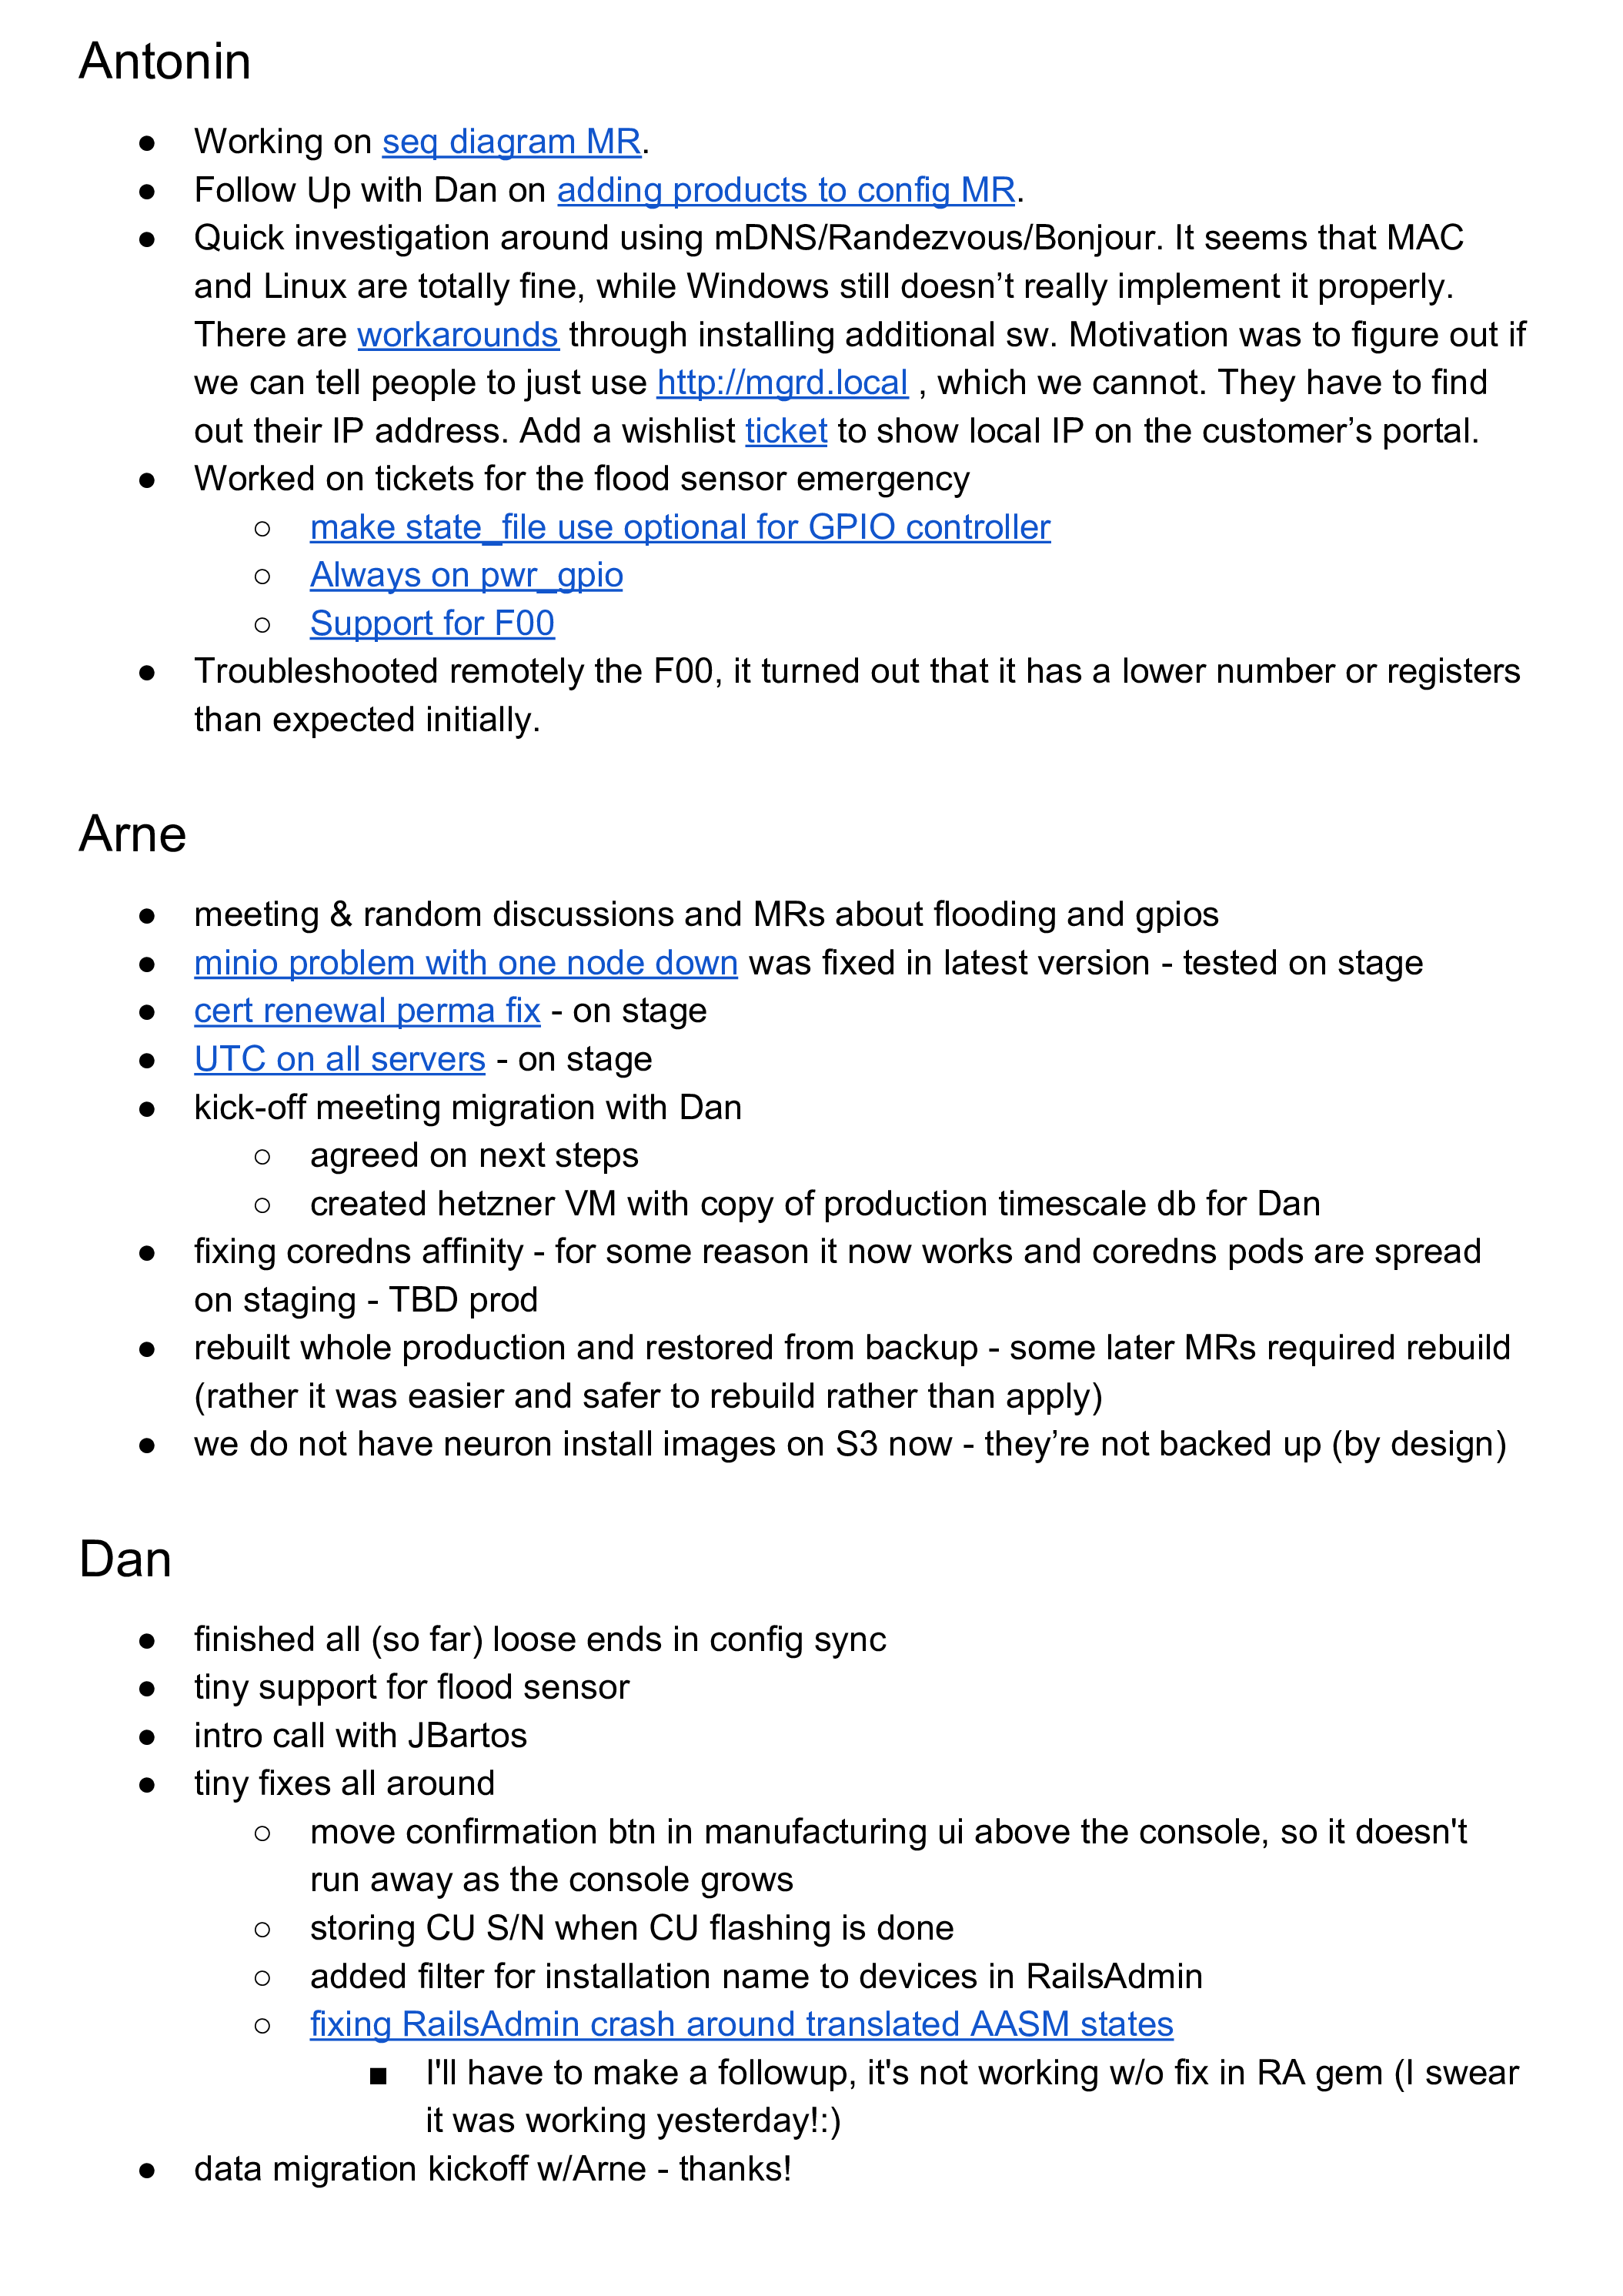 Antonin
● Working on seq diagram MR.
● Follow Up with Dan on adding products to config MR.
● Quick investigation around using mDNS/Randezvous/Bonjour. It seems that MAC
and Linux are totally fine, while Windows still doesn’t really implement it properly.
There are workarounds through installing additional sw. Motivation was to figure out if
we can tell people to just use http://mgrd.local , which we cannot. They have to find
out their IP address. Add a wishlist ticket to show local IP on the customer’s portal.
● Worked on tickets for the flood sensor emergency
○ make state_file use optional for GPIO controller
○ Always on pwr_gpio
○ Support for F00
● Troubleshooted remotely the F00, it turned out that it has a lower number or registers
than expected initially.
Arne
● meeting & random discussions and MRs about flooding and gpios
● minio problem with one node down was fixed in latest version - tested on stage
● cert renewal perma fix - on stage
● UTC on all servers - on stage
● kick-off meeting migration with Dan
○ agreed on next steps
○ created hetzner VM with copy of production timescale db for Dan
● fixing coredns affinity - for some reason it now works and coredns pods are spread
on staging - TBD prod
● rebuilt whole production and restored from backup - some later MRs required rebuild
(rather it was easier and safer to rebuild rather than apply)
● we do not have neuron install images on S3 now - they’re not backed up (by design)
Dan
● finished all (so far) loose ends in config sync
● tiny support for flood sensor
● intro call with JBartos
● tiny fixes all around
○ move confirmation btn in manufacturing ui above the console, so it doesn't
run away as the console grows
○ storing CU S/N when CU flashing is done
○ added filter for installation name to devices in RailsAdmin
○ fixing RailsAdmin crash around translated AASM states
■ I'll have to make a followup, it's not working w/o fix in RA gem (I swear
it was working yesterday!:)
● data migration kickoff w/Arne - thanks!